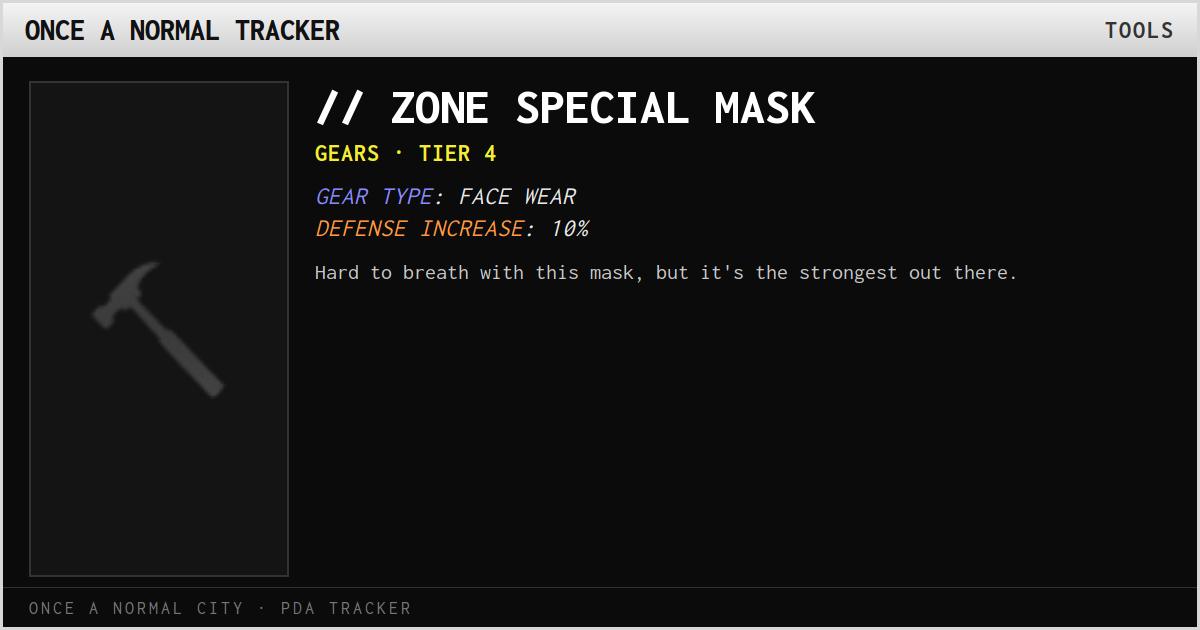 ONCE A NORMAL TRACKER
TOOLS
// ZONE SPECIAL MASK
GEARS · TIER 4
GEAR TYPE: FACE WEAR
DEFENSE INCREASE: 10%
Hard to breath with this mask, but it's the strongest out there.
ONCE A NORMAL CITY · PDA TRACKER